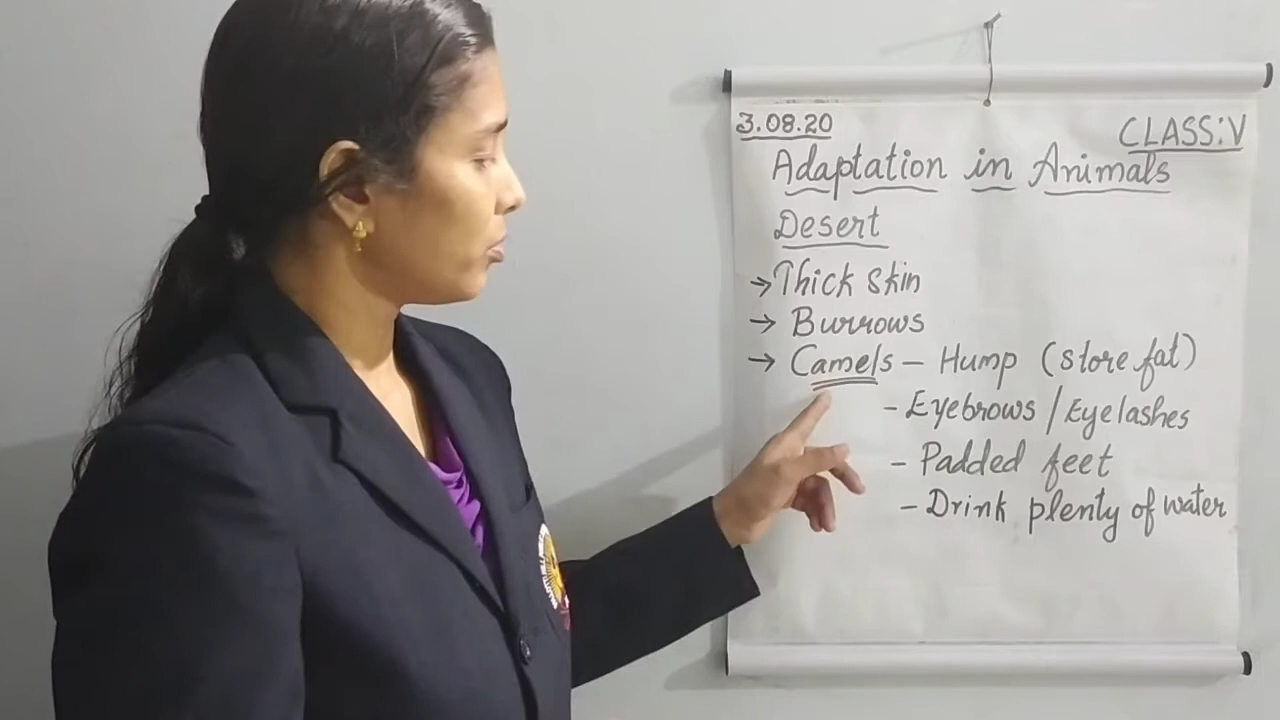 3.08.20
CLASS: V
Adaptation in Animals
Desert
→ Thick skin
→ Burrows
→ Camels – Hump (store fat)
- Eyebrows / Eyelashes
- Padded feet
- Drink plenty of water